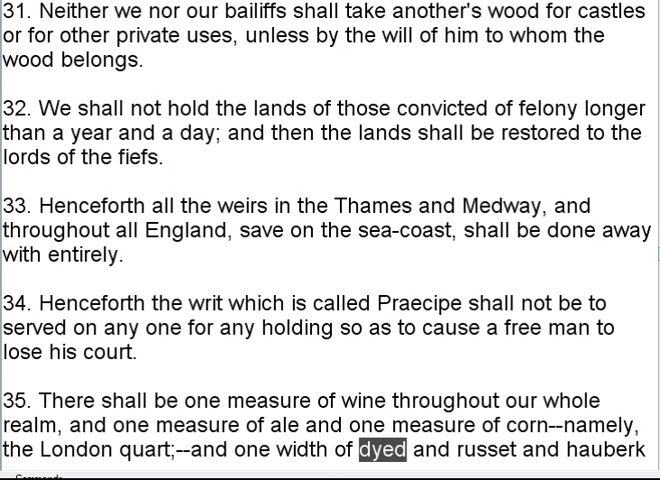 31. Neither we nor our bailiffs shall take another's wood for castles
or for other private uses, unless by the will of him to whom the
wood belongs.
32. We shall not hold the lands of those convicted of felony longer
than a year and a day; and then the lands shall be restored to the
lords of the fiefs.
33. Henceforth all the weirs in the Thames and Medway, and
throughout all England, save on the sea-coast, shall be done away
with entirely.
34. Henceforth the writ which is called Praecipe shall not be to
served on any one for any holding so as to cause a free man to
lose his court.
35. There shall be one measure of wine throughout our whole
realm, and one measure of ale and one measure of corn--namely,
the London quart;--and one width of dyed and russet and hauberk